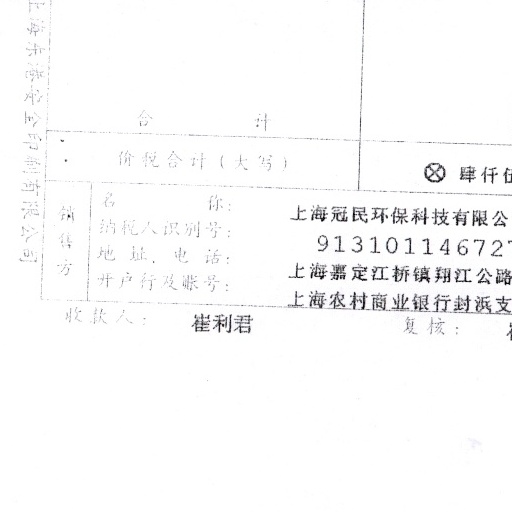 上海东港安全印刷有限公司
合 计
价税合计(大写) ⊗ 肆仟伍
销售方
名 称: 上海冠民环保科技有限公
纳税人识别号: 91310114672
地址、电话: 上海嘉定江桥镇翔江公路
开户行及账号: 上海农村商业银行封浜支
收款人: 崔利君 复核: